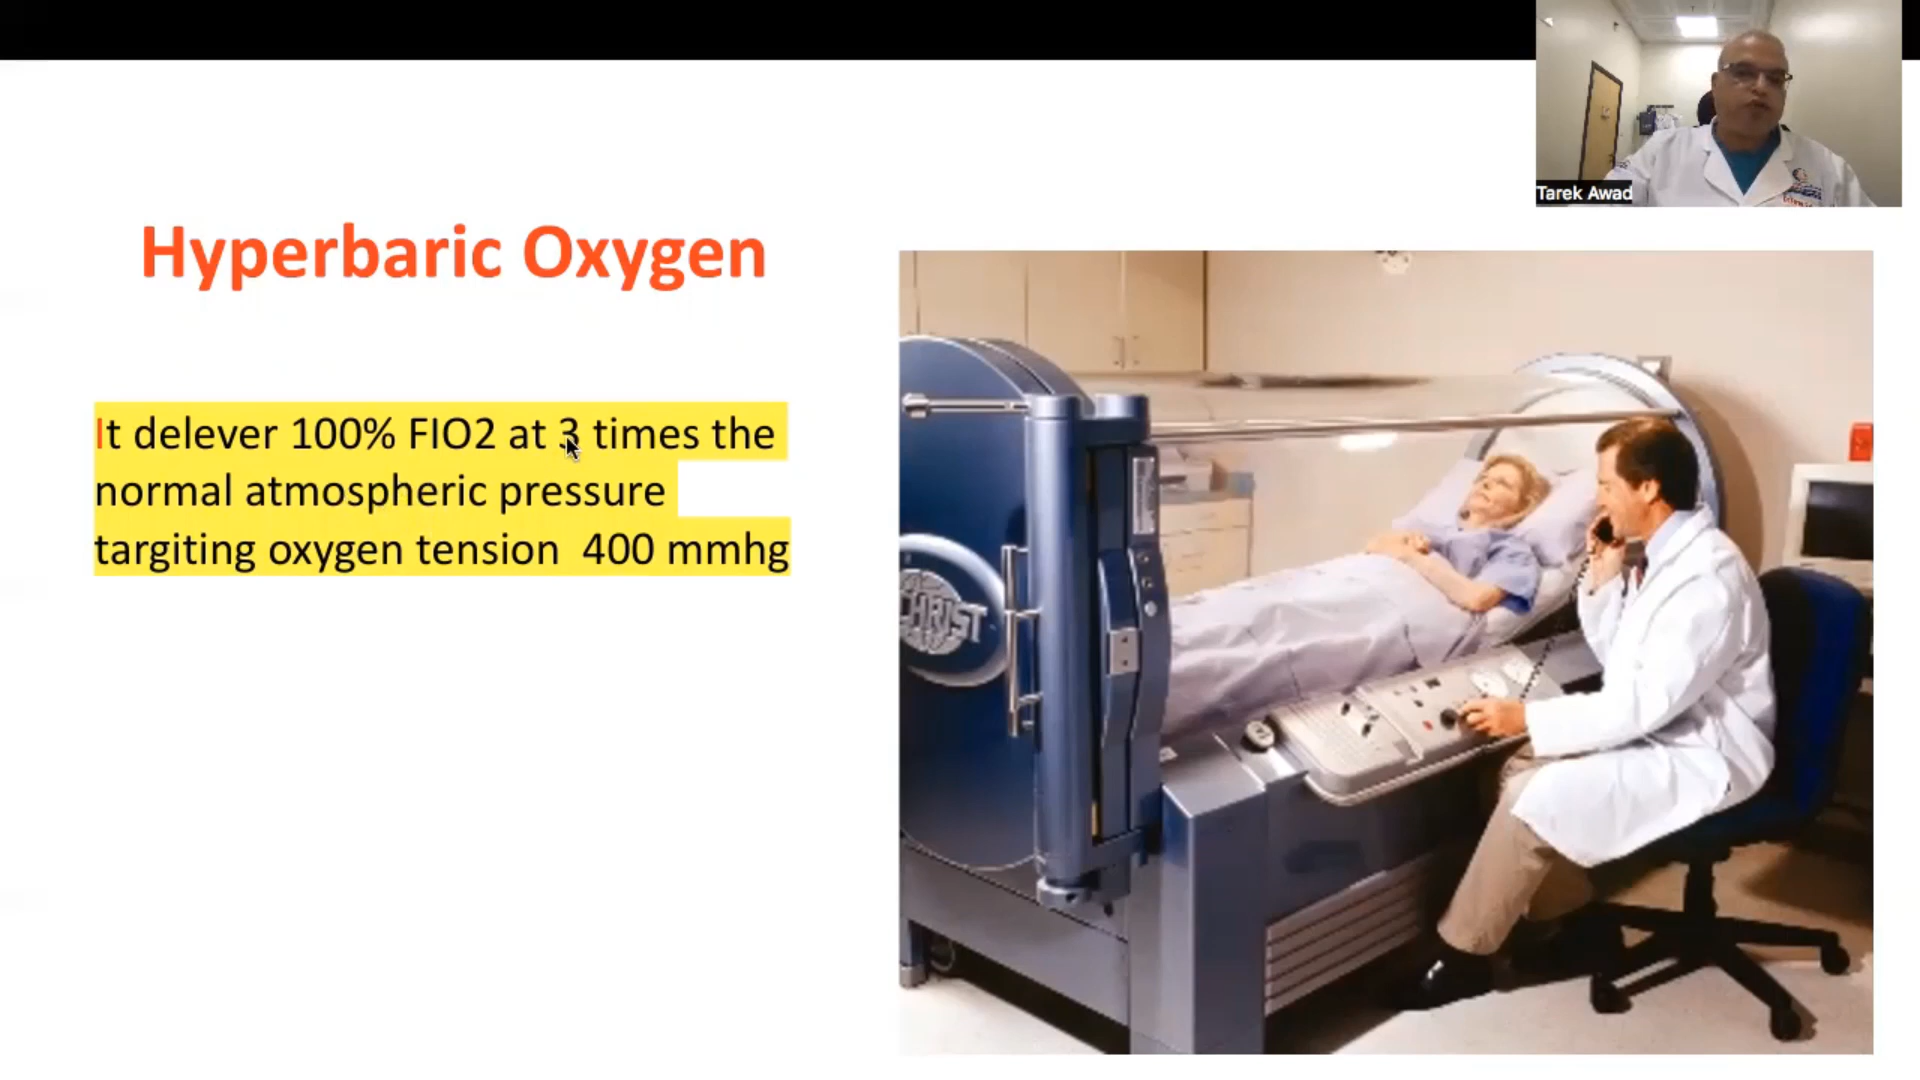 Tarek Awad
Hyperbaric Oxygen
It delever 100% FIO2 at 3 times the
normal atmospheric pressure
targiting oxygen tension  400 mmhg
CHRIST